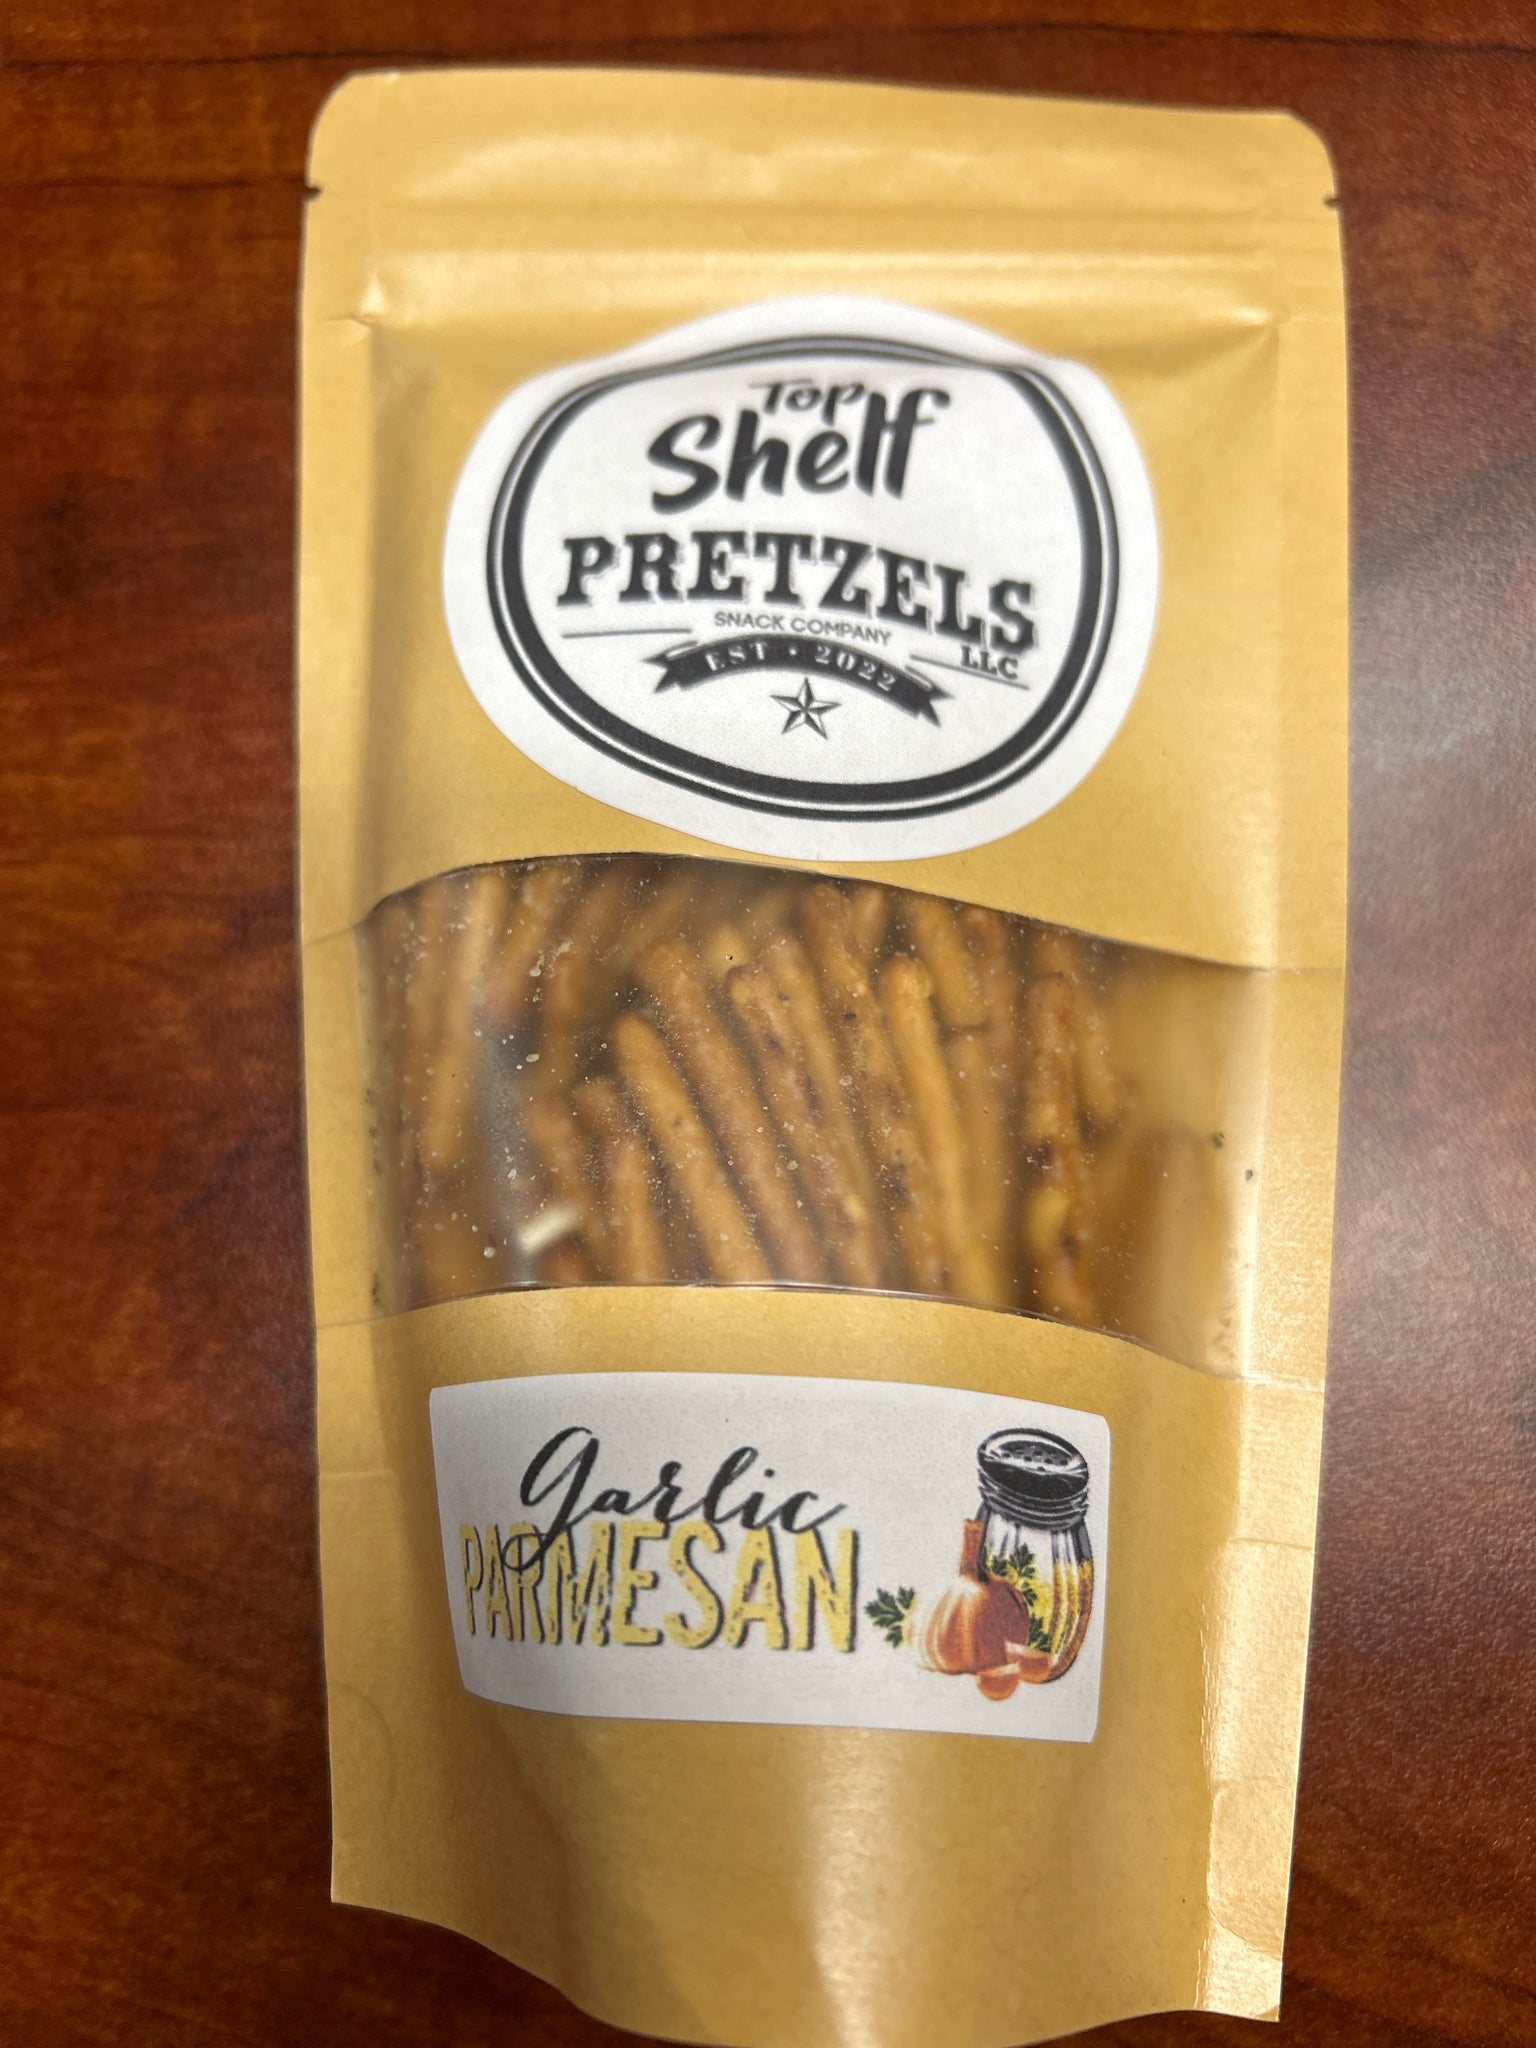 Top
Shelf
PRETZELS
SNACK COMPANY
LLC
EST • 2022
Garlic
PARMESAN